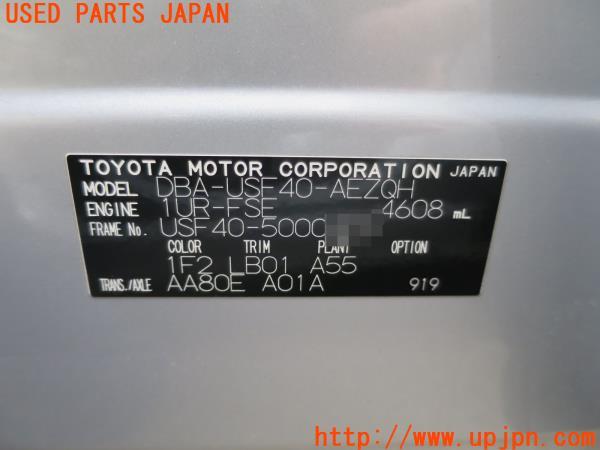 USED PARTS JAPAN
TOYOTA MOTOR CORPORATION JAPAN
MODEL DBA-USF40-AEZQH
ENGINE 1UR-FSE 4608 mL
FRAME No. USF40-5000
COLOR TRIM PLANT OPTION
1F2 LB01 A55
TRANS./AXLE AA80E A01A 919
http://www.upjpn.com